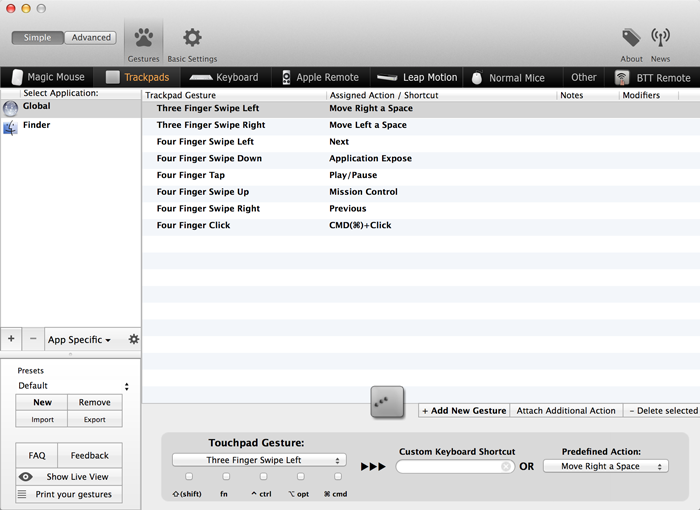 Simple Advanced
Gestures Basic Settings About News
Magic Mouse Trackpads Keyboard Apple Remote Leap Motion Normal Mice Other BTT Remote
Select Application: Trackpad Gesture Assigned Action / Shortcut Notes Modifiers
Global
Finder
Three Finger Swipe Left Move Right a Space
Three Finger Swipe Right Move Left a Space
Four Finger Swipe Left Next
Four Finger Swipe Down Application Expose
Four Finger Tap Play/Pause
Four Finger Swipe Up Mission Control
Four Finger Swipe Right Previous
Four Finger Click CMD(⌘)+Click
+ − App Specific
Presets
Default
New Remove
Import Export
FAQ Feedback
Show Live View
Print your gestures
+ Add New Gesture Attach Additional Action - Delete selected
Touchpad Gesture:
Three Finger Swipe Left
⇧(shift) fn ^ ctrl ⌥ opt ⌘ cmd
Custom Keyboard Shortcut
OR
Predefined Action:
Move Right a Space